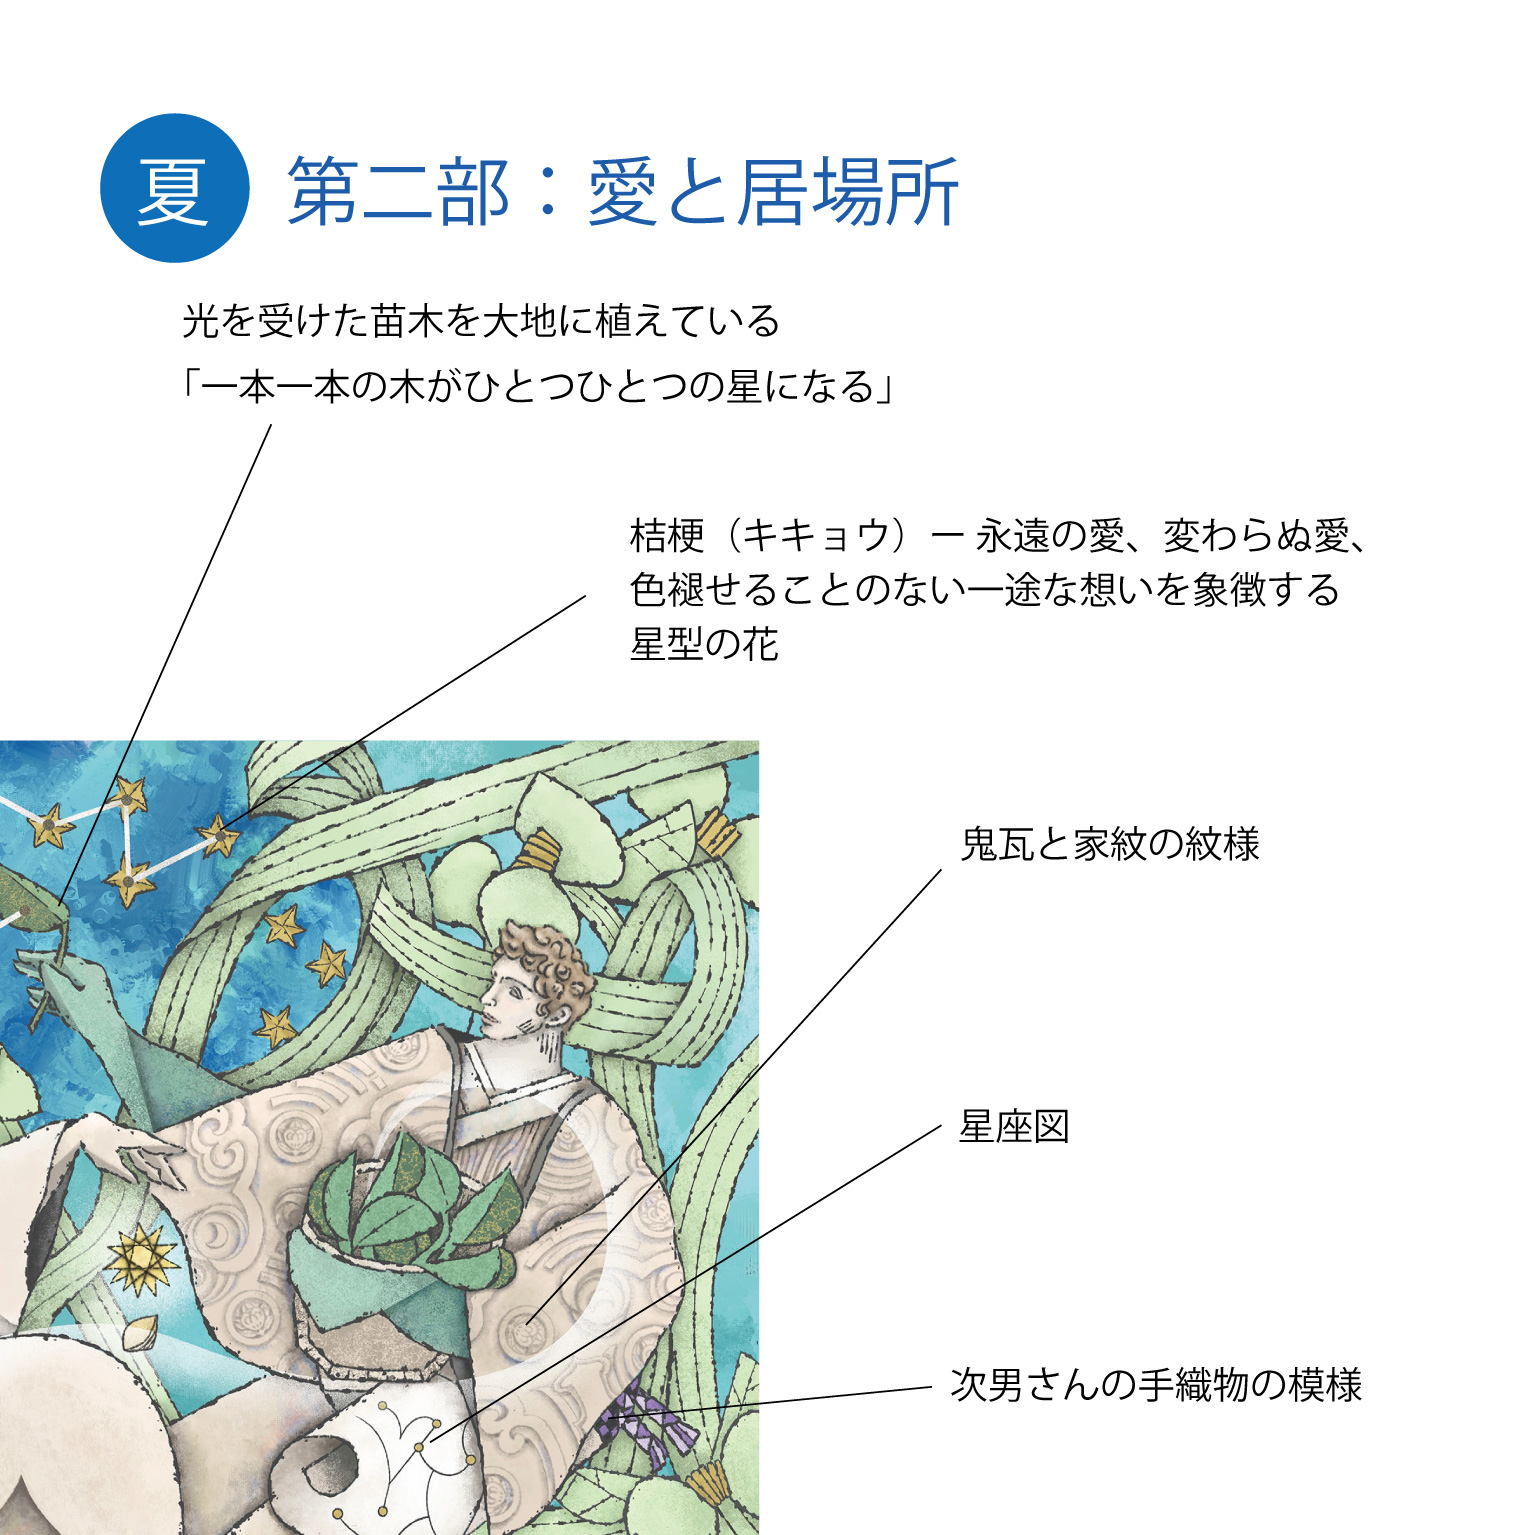 夏 第二部：愛と居場所
光を受けた苗木を大地に植えている
「一本一本の木がひとつひとつの星になる」
桔梗（キキョウ）ー 永遠の愛、変わらぬ愛、
色褪せることのない一途な想いを象徴する
星型の花
鬼瓦と家紋の紋様
星座図
次男さんの手織物の模様